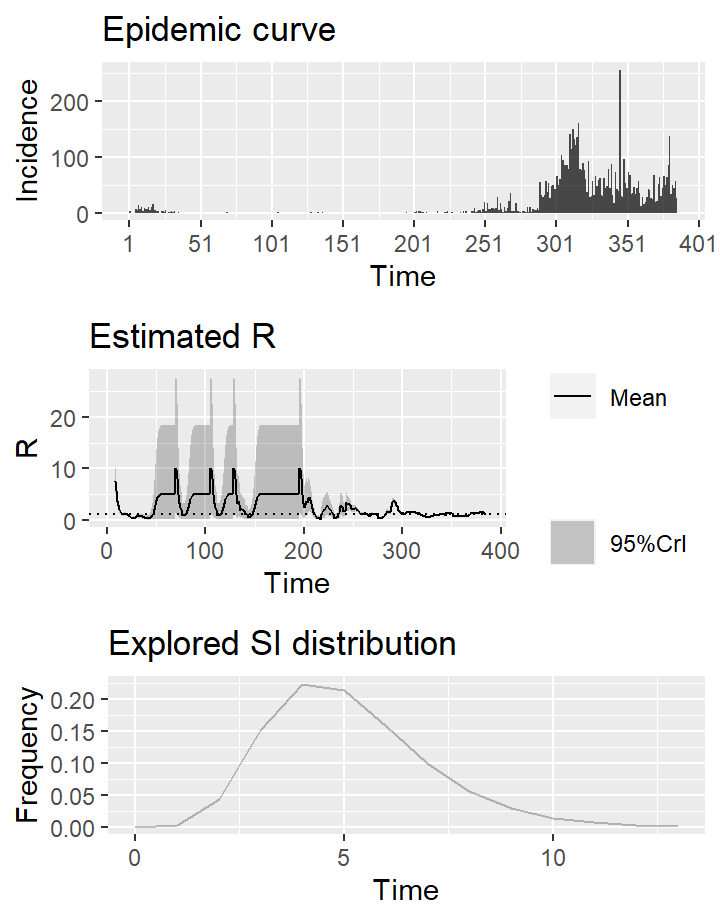 Epidemic curve
Incidence
200
100
0
1 51 101 151 201 251 301 351 401
Time
Estimated R
R
20
10
0
0 100 200 300 400
Time
Mean
95%CrI
Explored SI distribution
Frequency
0.20
0.15
0.10
0.05
0.00
0 5 10
Time